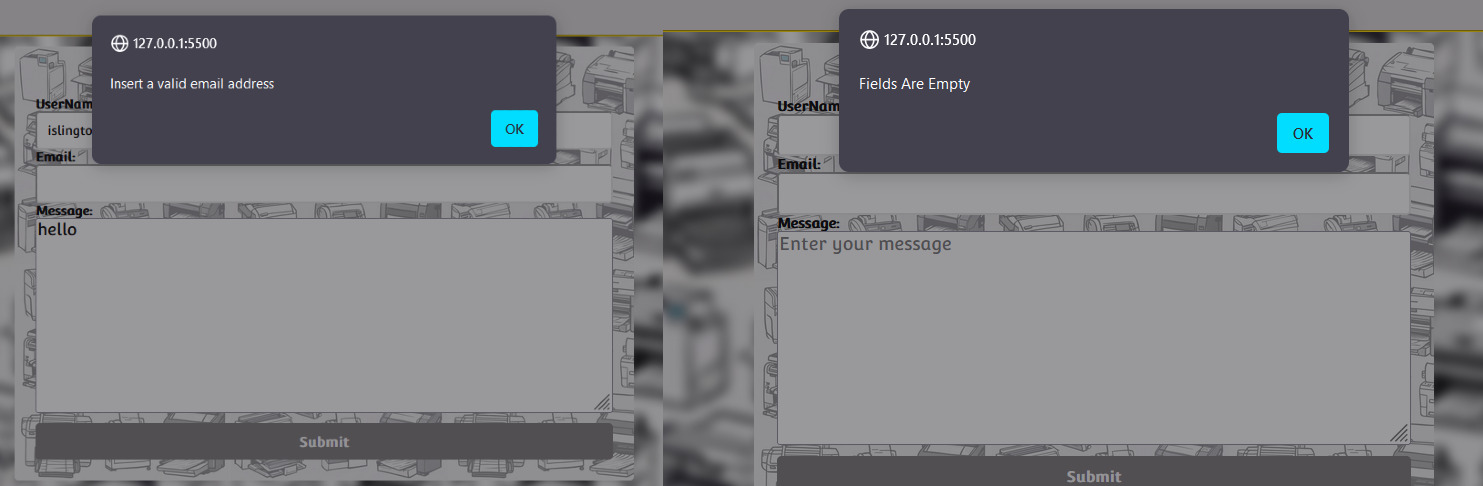 127.0.0.1:5500
Insert a valid email address
OK
UserNam
islingto
Email:
Message:
hello
Submit
127.0.0.1:5500
Fields Are Empty
OK
UserNam
Email:
Message:
Enter your message
Submit